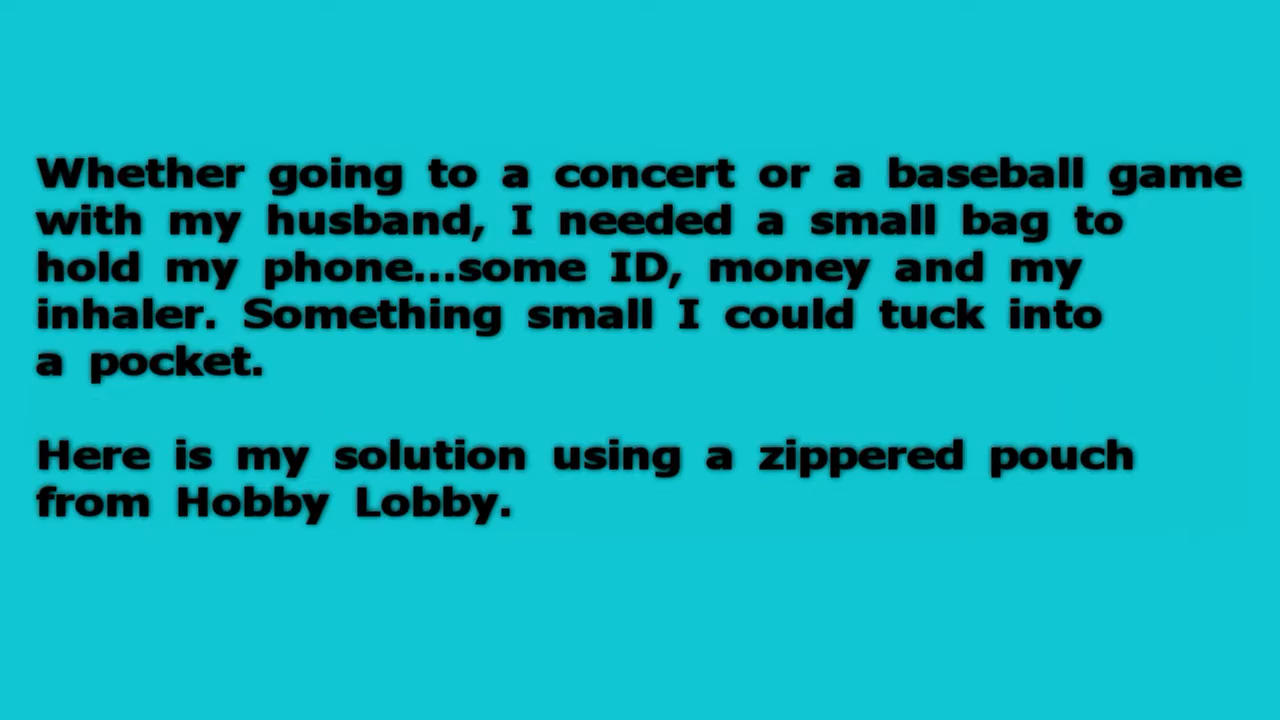 Whether going to a concert or a baseball game
with my husband, I needed a small bag to
hold my phone...some ID, money and my
inhaler. Something small I could tuck into
a pocket.
Here is my solution using a zippered pouch
from Hobby Lobby.